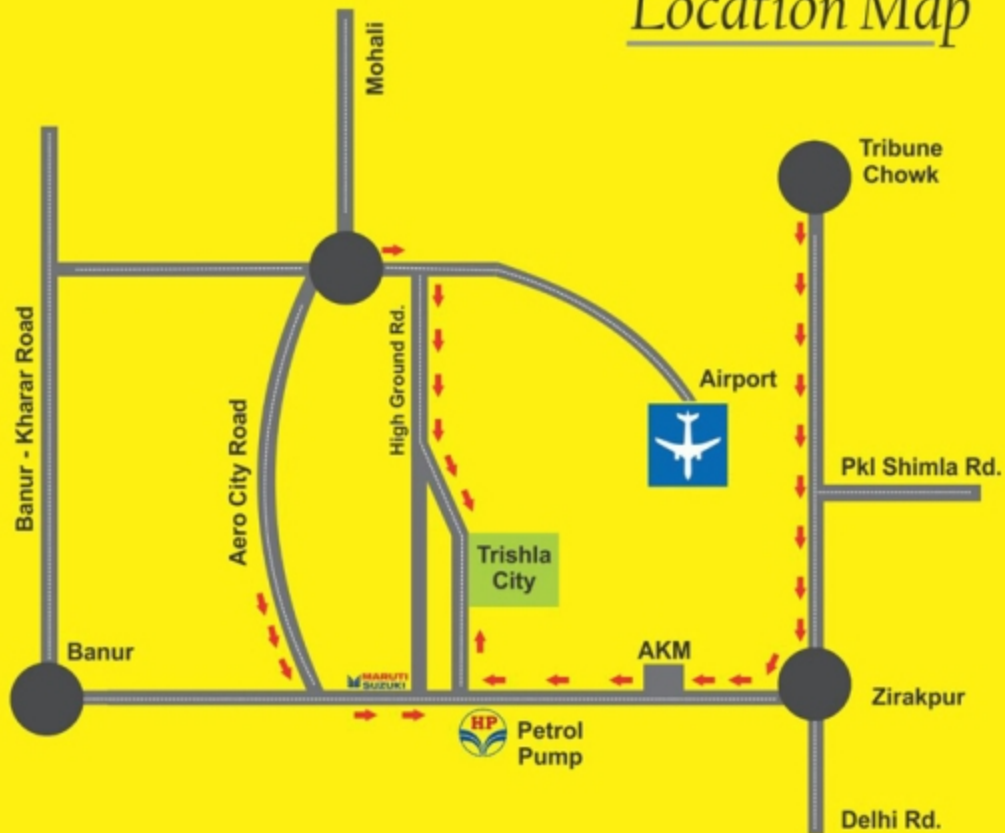 Location Map
Mohali
Tribune
Chowk
Banur - Kharar Road
High Ground Rd.
Aero City Road
Airport
Pkl Shimla Rd.
Trishla
City
Banur
AKM
MARUTI
SUZUKI
Zirakpur
HP
Petrol
Pump
Delhi Rd.